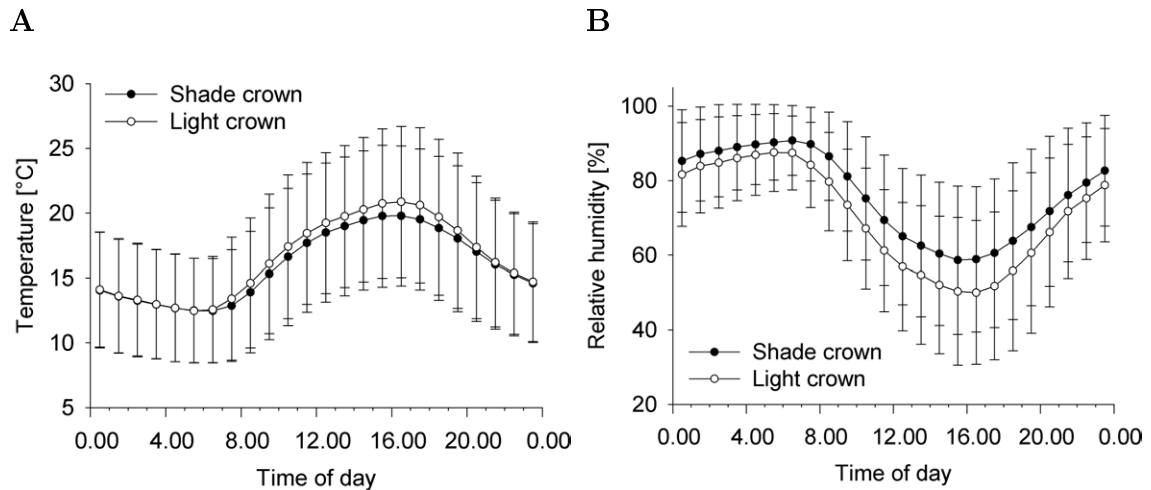 A
B
30
25
20
15
10
5
Temperature [°C]
Shade crown
Light crown
0.00 4.00 8.00 12.00 16.00 20.00 0.00
Time of day
100
80
60
40
20
Relative humidity [%]
Shade crown
Light crown
0.00 4.00 8.00 12.00 16.00 20.00 0.00
Time of day